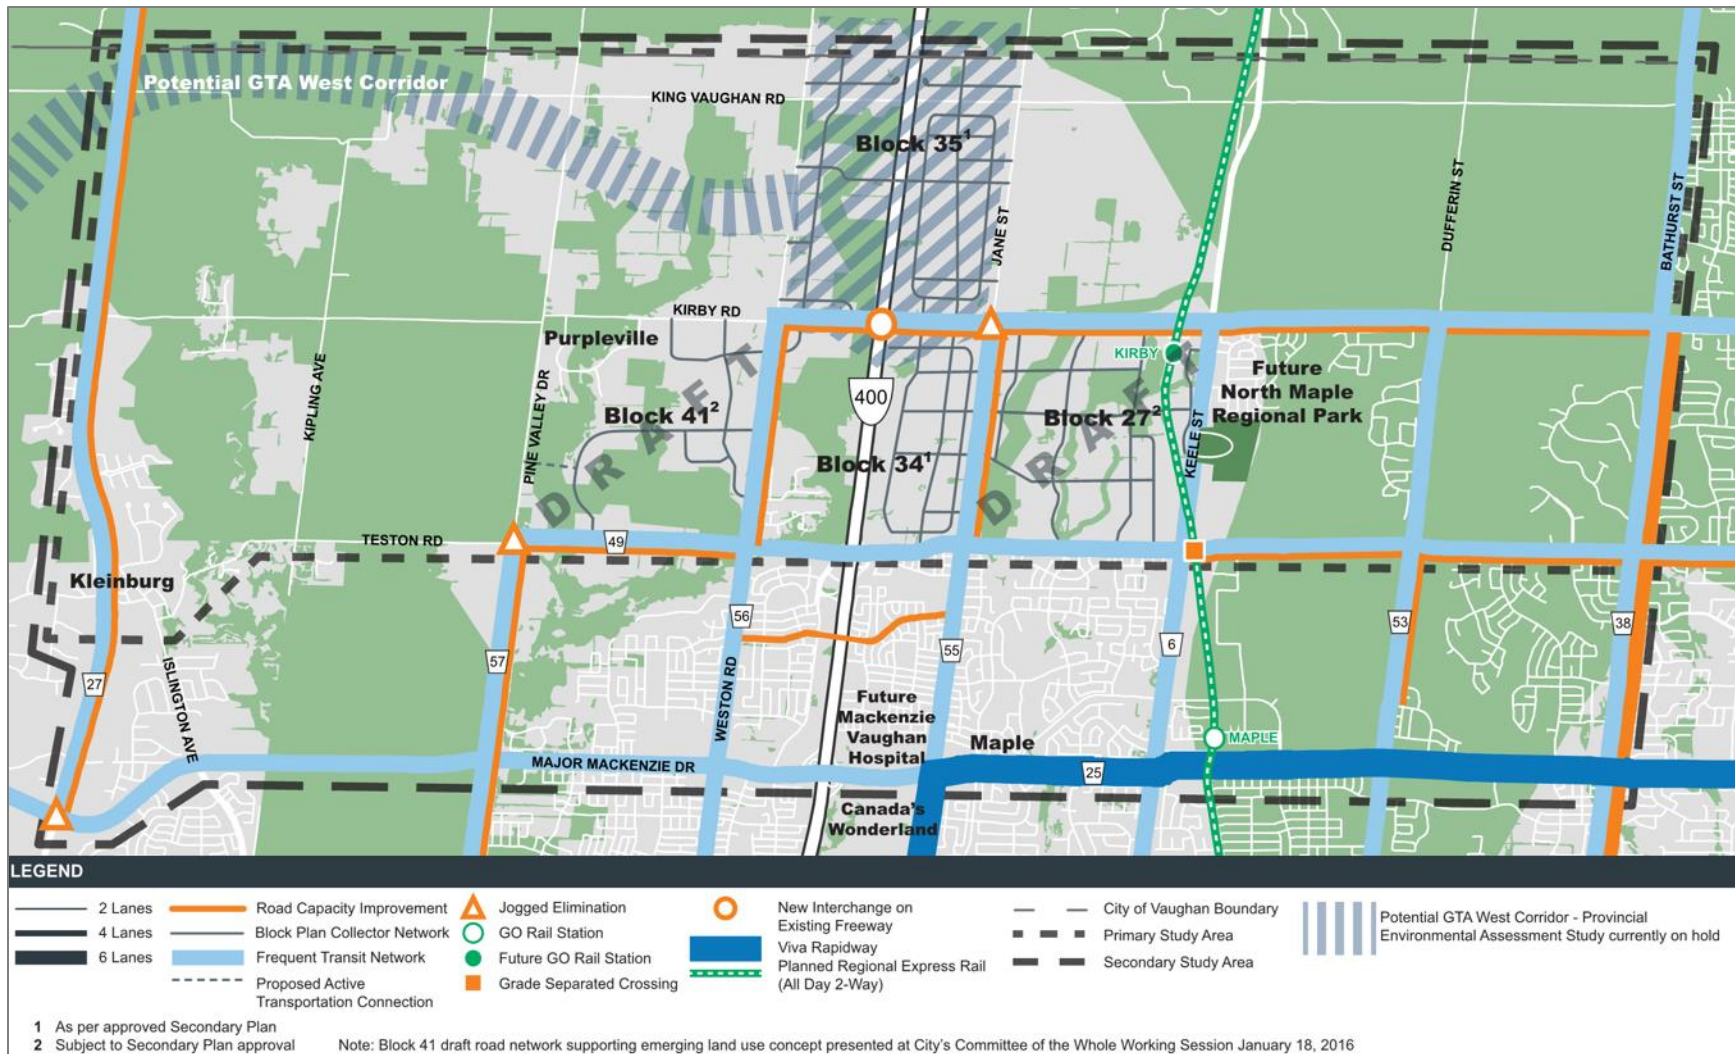 Potential GTA West Corridor
KING VAUGHAN RD
Block 35¹
JANE ST
DUFFERIN ST
BATHURST ST
KIRBY RD
Purpleville
KIPLING AVE
PINE VALLEY DR
Block 41²
DRAFT
400
Block 34¹
KIRBY
Block 27²
DRAFT
KEELE ST
Future
North Maple
Regional Park
TESTON RD
49
Kleinburg
27
ISLINGTON AVE
57
56
WESTON RD
55
6
53
38
Future
Mackenzie
Vaughan
Hospital
Maple
MAPLE
MAJOR MACKENZIE DR
25
Canada's
Wonderland
LEGEND
2 Lanes
4 Lanes
6 Lanes
Road Capacity Improvement
Block Plan Collector Network
Frequent Transit Network
Proposed Active
Transportation Connection
Jogged Elimination
GO Rail Station
Future GO Rail Station
Grade Separated Crossing
New Interchange on
Existing Freeway
Viva Rapidway
Planned Regional Express Rail
(All Day 2-Way)
City of Vaughan Boundary
Primary Study Area
Secondary Study Area
Potential GTA West Corridor - Provincial
Environmental Assessment Study currently on hold
1 As per approved Secondary Plan
2 Subject to Secondary Plan approval
Note: Block 41 draft road network supporting emerging land use concept presented at City's Committee of the Whole Working Session January 18, 2016